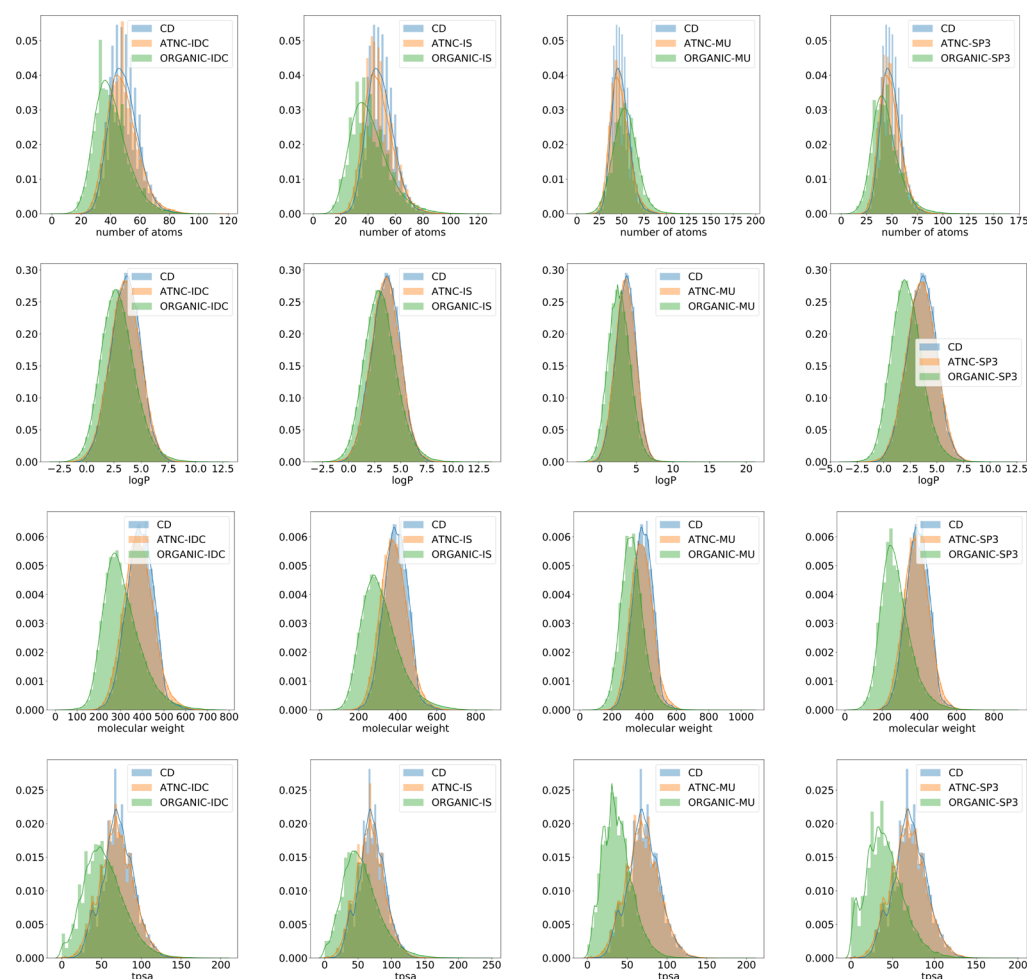 0.05
0.04
0.03
0.02
0.01
0.00
0 20 40 60 80 100 120
number of atoms
CD
ATNC-IDC
ORGANIC-IDC
0.05
0.04
0.03
0.02
0.01
0.00
0 20 40 60 80 100 120
number of atoms
CD
ATNC-IS
ORGANIC-IS
0.05
0.04
0.03
0.02
0.01
0.00
0 25 50 75 100 125 150 175 200
number of atoms
CD
ATNC-MU
ORGANIC-MU
0.05
0.04
0.03
0.02
0.01
0.00
0 25 50 75 100 125 150 175
number of atoms
CD
ATNC-SP3
ORGANIC-SP3
0.30
0.25
0.20
0.15
0.10
0.05
0.00
−2.5 0.0 2.5 5.0 7.5 10.0 12.5
logP
CD
ATNC-IDC
ORGANIC-IDC
0.30
0.25
0.20
0.15
0.10
0.05
0.00
−2.5 0.0 2.5 5.0 7.5 10.0 12.5
logP
CD
ATNC-IS
ORGANIC-IS
0.30
0.25
0.20
0.15
0.10
0.05
0.00
0 5 10 15 20
logP
CD
ATNC-MU
ORGANIC-MU
0.30
0.25
0.20
0.15
0.10
0.05
0.00
−5.0 −2.5 0.0 2.5 5.0 7.5 10.0 12.5
logP
CD
ATNC-SP3
ORGANIC-SP3
0.006
0.005
0.004
0.003
0.002
0.001
0.000
0 100 200 300 400 500 600 700 800
molecular weight
CD
ATNC-IDC
ORGANIC-IDC
0.006
0.005
0.004
0.003
0.002
0.001
0.000
0 200 400 600 800
molecular weight
CD
ATNC-IS
ORGANIC-IS
0.006
0.005
0.004
0.003
0.002
0.001
0.000
0 200 400 600 800 1000
molecular weight
CD
ATNC-MU
ORGANIC-MU
0.006
0.005
0.004
0.003
0.002
0.001
0.000
0 200 400 600 800
molecular weight
CD
ATNC-SP3
ORGANIC-SP3
0.025
0.020
0.015
0.010
0.005
0.000
0 50 100 150 200
tpsa
CD
ATNC-IDC
ORGANIC-IDC
0.025
0.020
0.015
0.010
0.005
0.000
0 50 100 150 200 250
tpsa
CD
ATNC-IS
ORGANIC-IS
0.025
0.020
0.015
0.010
0.005
0.000
0 50 100 150 200
tpsa
CD
ATNC-MU
ORGANIC-MU
0.025
0.020
0.015
0.010
0.005
0.000
0 50 100 150 200
tpsa
CD
ATNC-SP3
ORGANIC-SP3